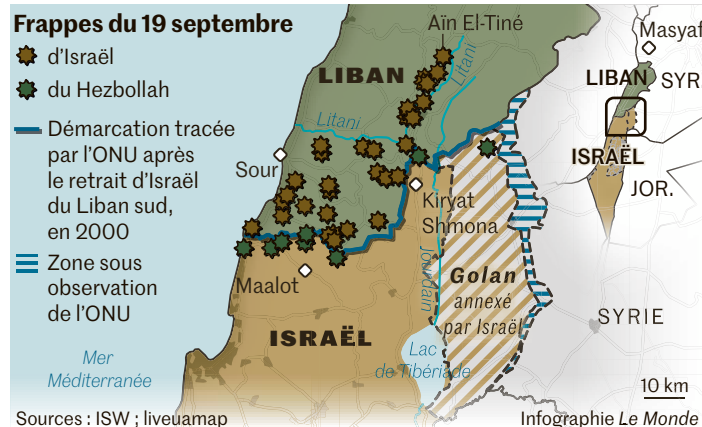 Frappes du 19 septembre
d'Israël
du Hezbollah
Démarcation tracée
par l'ONU après
le retrait d'Israël
du Liban sud,
en 2000
Zone sous
observation
de l'ONU
Mer
Méditerranée
Aïn El-Tiné
LIBAN
Litani
Litani
Sour
Kiryat
Shmona
Maalot
Jourdain
Golan
annexé
par Israël
ISRAËL
Lac
de Tibériade
SYRIE
Masyaf
LIBAN
SYR.
ISRAËL
JOR.
10 km
Sources : ISW ; liveuamap
Infographie Le Monde